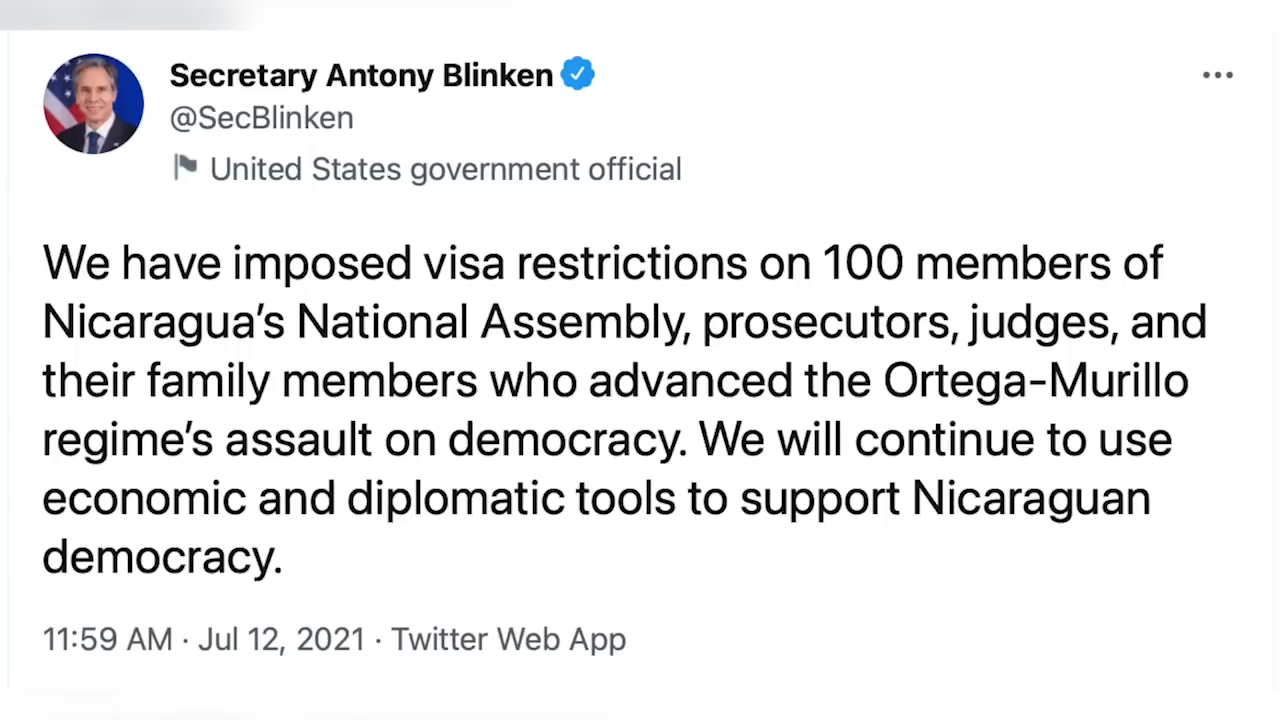 Secretary Antony Blinken
@SecBlinken
United States government official
We have imposed visa restrictions on 100 members of
Nicaragua’s National Assembly, prosecutors, judges, and
their family members who advanced the Ortega-Murillo
regime’s assault on democracy. We will continue to use
economic and diplomatic tools to support Nicaraguan
democracy.
11:59 AM · Jul 12, 2021 · Twitter Web App